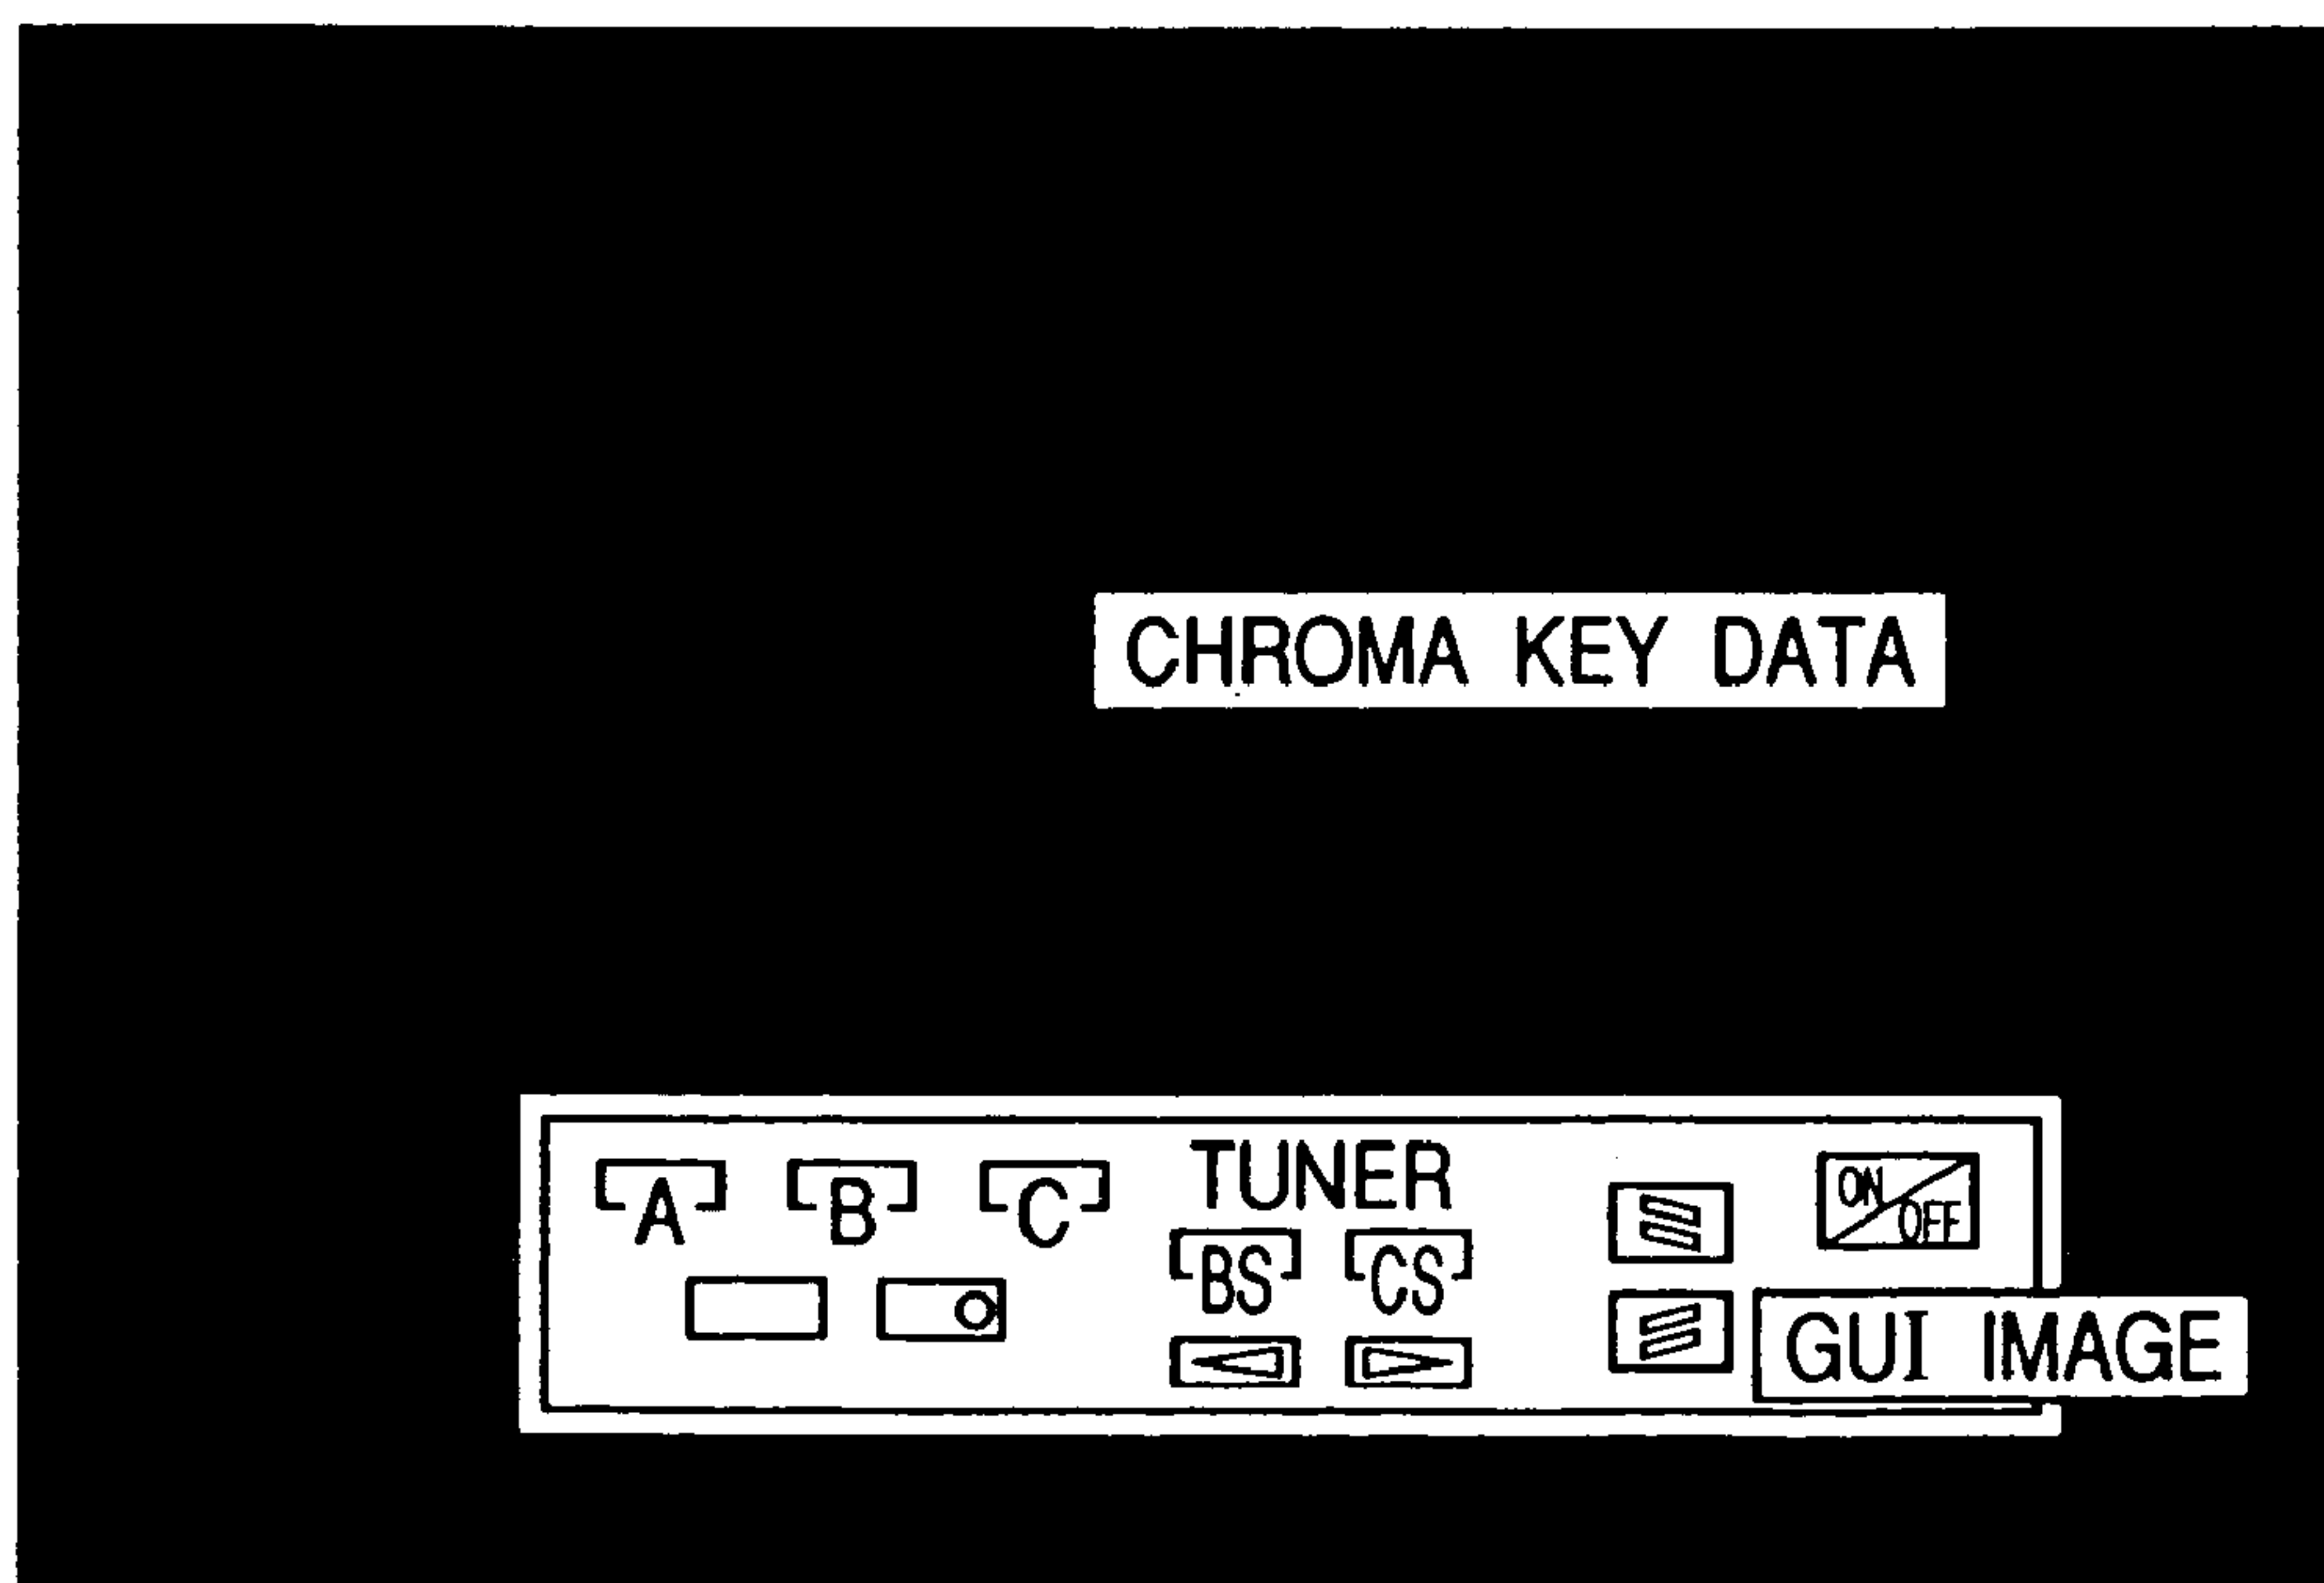 CHROMA KEY DATA
TUNER
A B C
ON
OFF
BS CS
GUI IMAGE